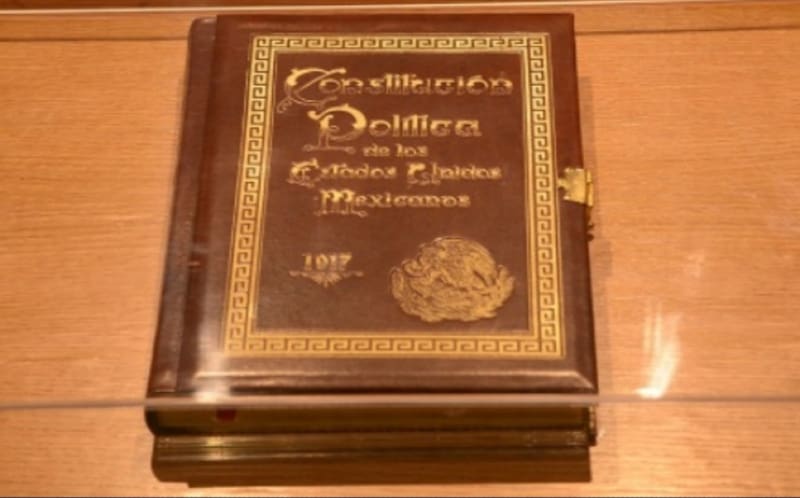 Constitución
Política
de los
Estados Unidos
Mexicanos
1917